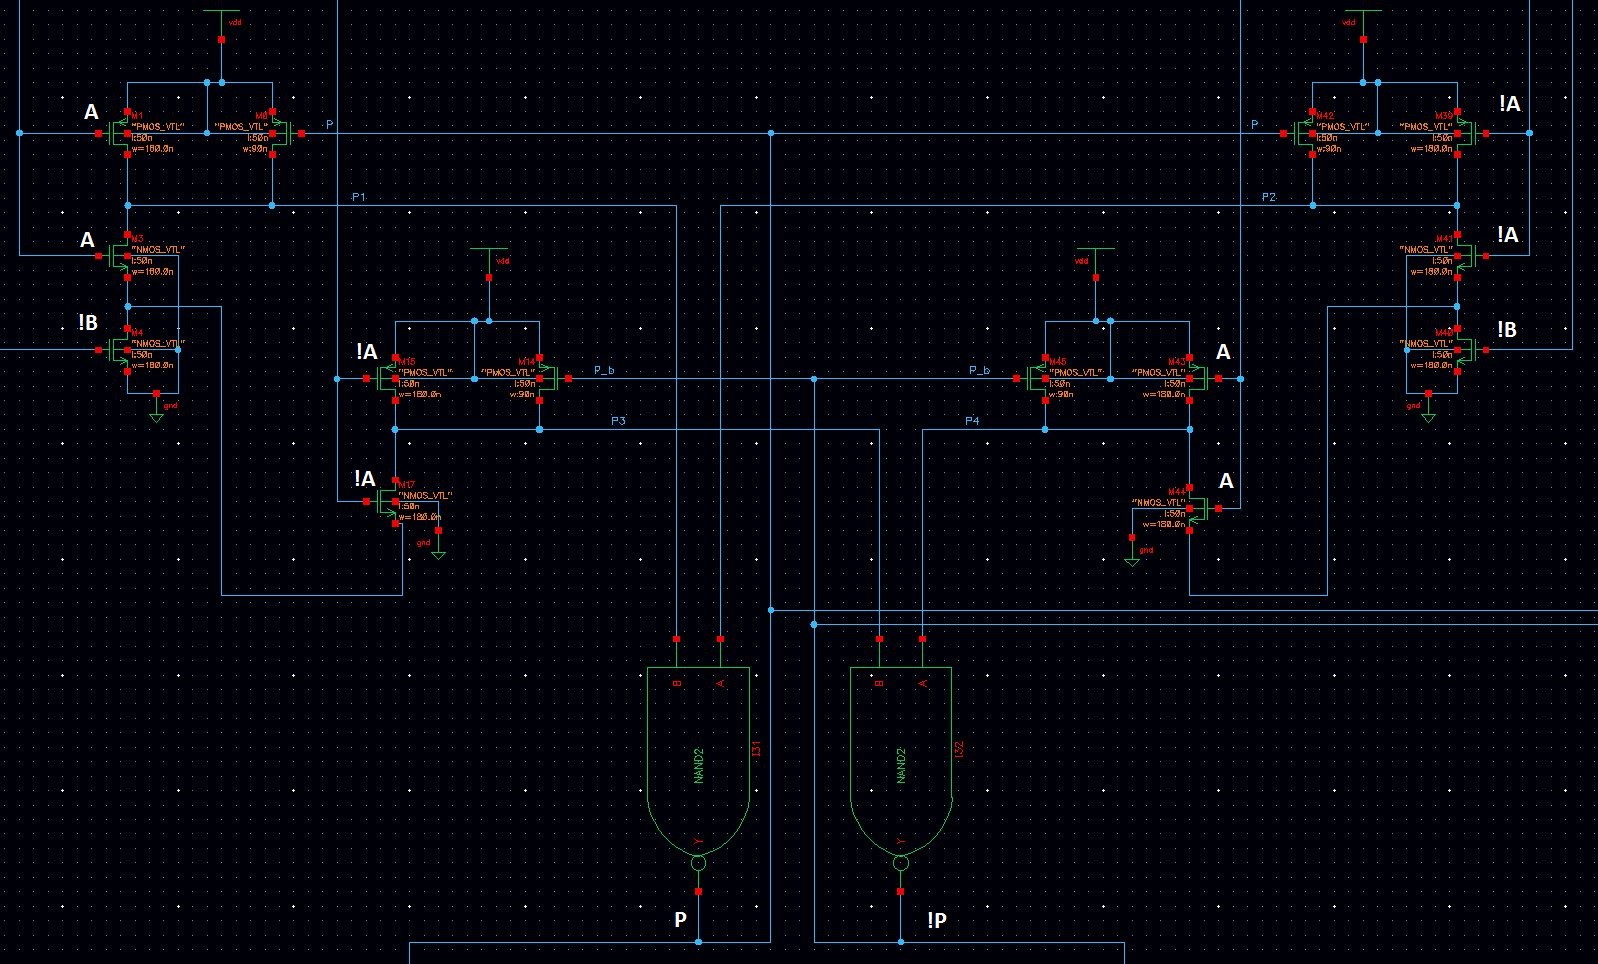 vdd
vdd
A
M1
"PMOS_VTL"
l:50n
w=180.0n
"PMOS_VTL"
l:50n
w:90n
P
P
M42
"PMOS_VTL"
l:50n
w:90n
!A
M39
"PMOS_VTL"
l:50n
w=180.0n
P1
P2
A
M3
"NMOS_VTL"
l:50n
w=180.0n
!A
M41
"NMOS_VTL"
l:50n
w=180.0n
vdd
vdd
!B
M4
"NMOS_VTL"
l:50n
w=180.0n
gnd
!B
M40
"NMOS_VTL"
l:50n
w=180.0n
gnd
!A
M15
"PMOS_VTL"
l:50n
w=180.0n
M14
"PMOS_VTL"
l:50n
w:90n
P_b
P_b
M45
"PMOS_VTL"
l:50n
w:90n
A
M43
"PMOS_VTL"
l:50n
w=180.0n
P3
P4
!A
M17
"NMOS_VTL"
l:50n
w=180.0n
gnd
A
M44
"NMOS_VTL"
l:50n
w=180.0n
gnd
B
A
I31
NAND2
Y
B
A
I32
NAND2
Y
P
!P